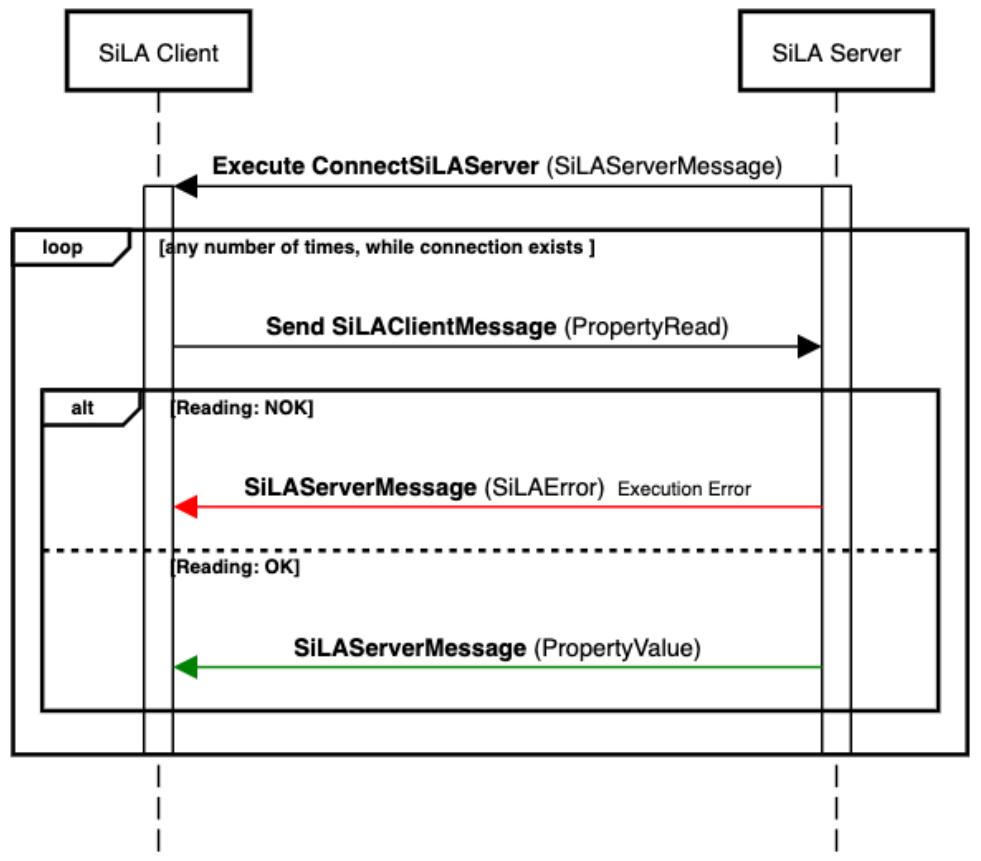 SiLA Client
SiLA Server
Execute ConnectSiLAServer (SiLAServerMessage)
loop
[any number of times, while connection exists ]
Send SiLAClientMessage (PropertyRead)
alt
[Reading: NOK]
SiLAServerMessage (SiLAError) Execution Error
[Reading: OK]
SiLAServerMessage (PropertyValue)